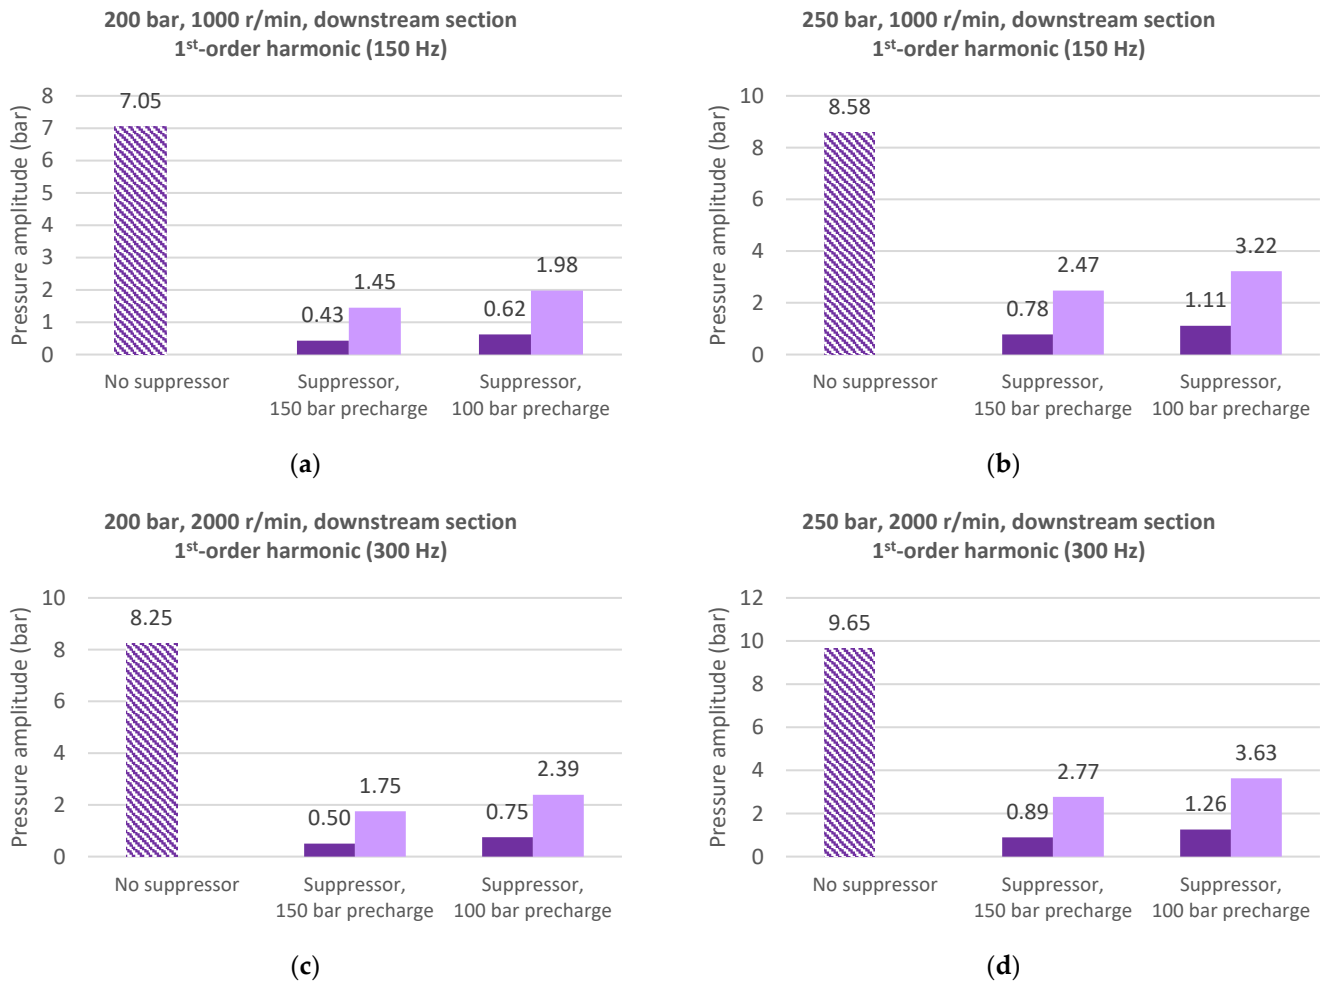 200 bar, 1000 r/min, downstream section
1st-order harmonic (150 Hz)
Pressure amplitude (bar)
8
7
6
5
4
3
2
1
0
7.05
0.43
1.45
0.62
1.98
No suppressor
Suppressor,
150 bar precharge
Suppressor,
100 bar precharge
(a)
250 bar, 1000 r/min, downstream section
1st-order harmonic (150 Hz)
Pressure amplitude (bar)
10
8
6
4
2
0
8.58
0.78
2.47
1.11
3.22
No suppressor
Suppressor,
150 bar precharge
Suppressor,
100 bar precharge
(b)
200 bar, 2000 r/min, downstream section
1st-order harmonic (300 Hz)
Pressure amplitude (bar)
10
8
6
4
2
0
8.25
0.50
1.75
0.75
2.39
No suppressor
Suppressor,
150 bar precharge
Suppressor,
100 bar precharge
(c)
250 bar, 2000 r/min, downstream section
1st-order harmonic (300 Hz)
Pressure amplitude (bar)
12
10
8
6
4
2
0
9.65
0.89
2.77
1.26
3.63
No suppressor
Suppressor,
150 bar precharge
Suppressor,
100 bar precharge
(d)